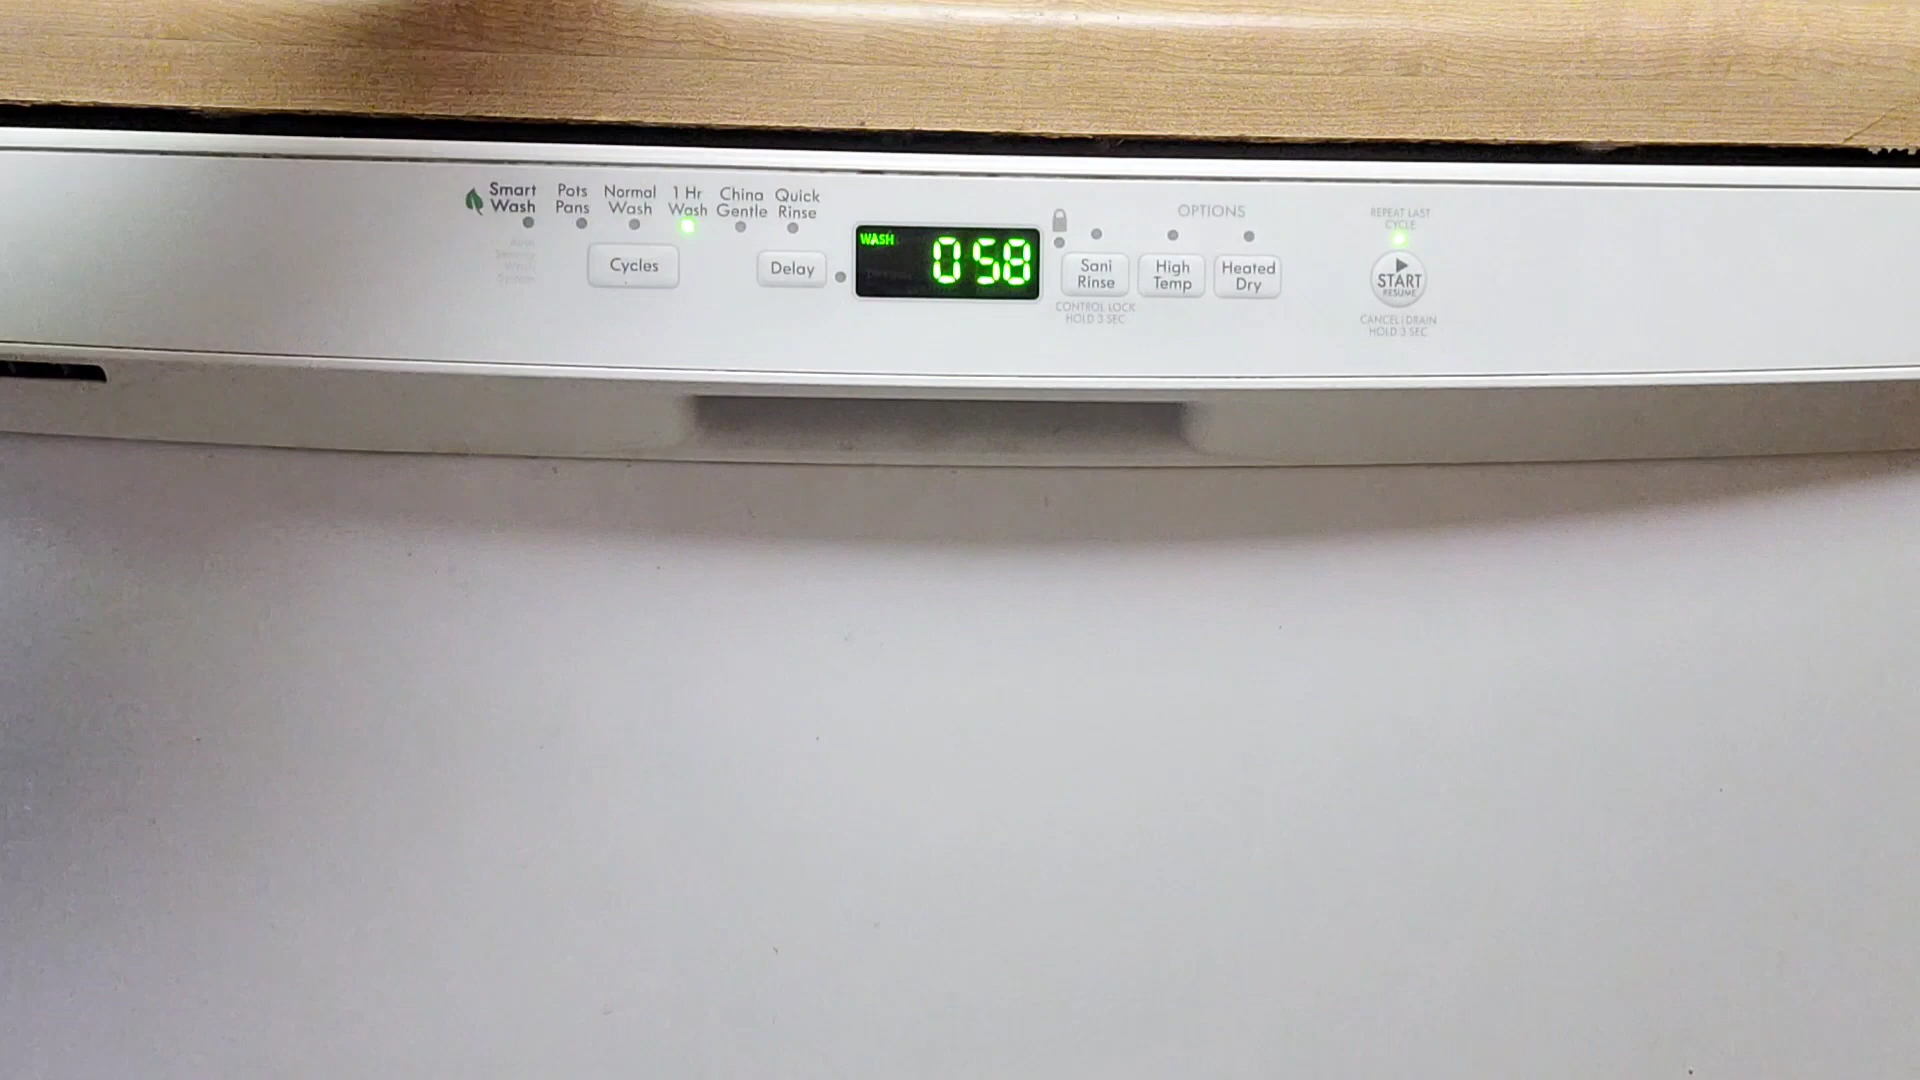 Smart
Wash
Pots
Pans
Normal
Wash
1 Hr
Wash
China
Gentle
Quick
Rinse
Cycles
Delay
WASH
058
OPTIONS
Sani
Rinse
High
Temp
Heated
Dry
CONTROL LOCK
HOLD 3 SEC
REPEAT LAST
CYCLE
START
RESUME
CANCEL/DRAIN
HOLD 3 SEC